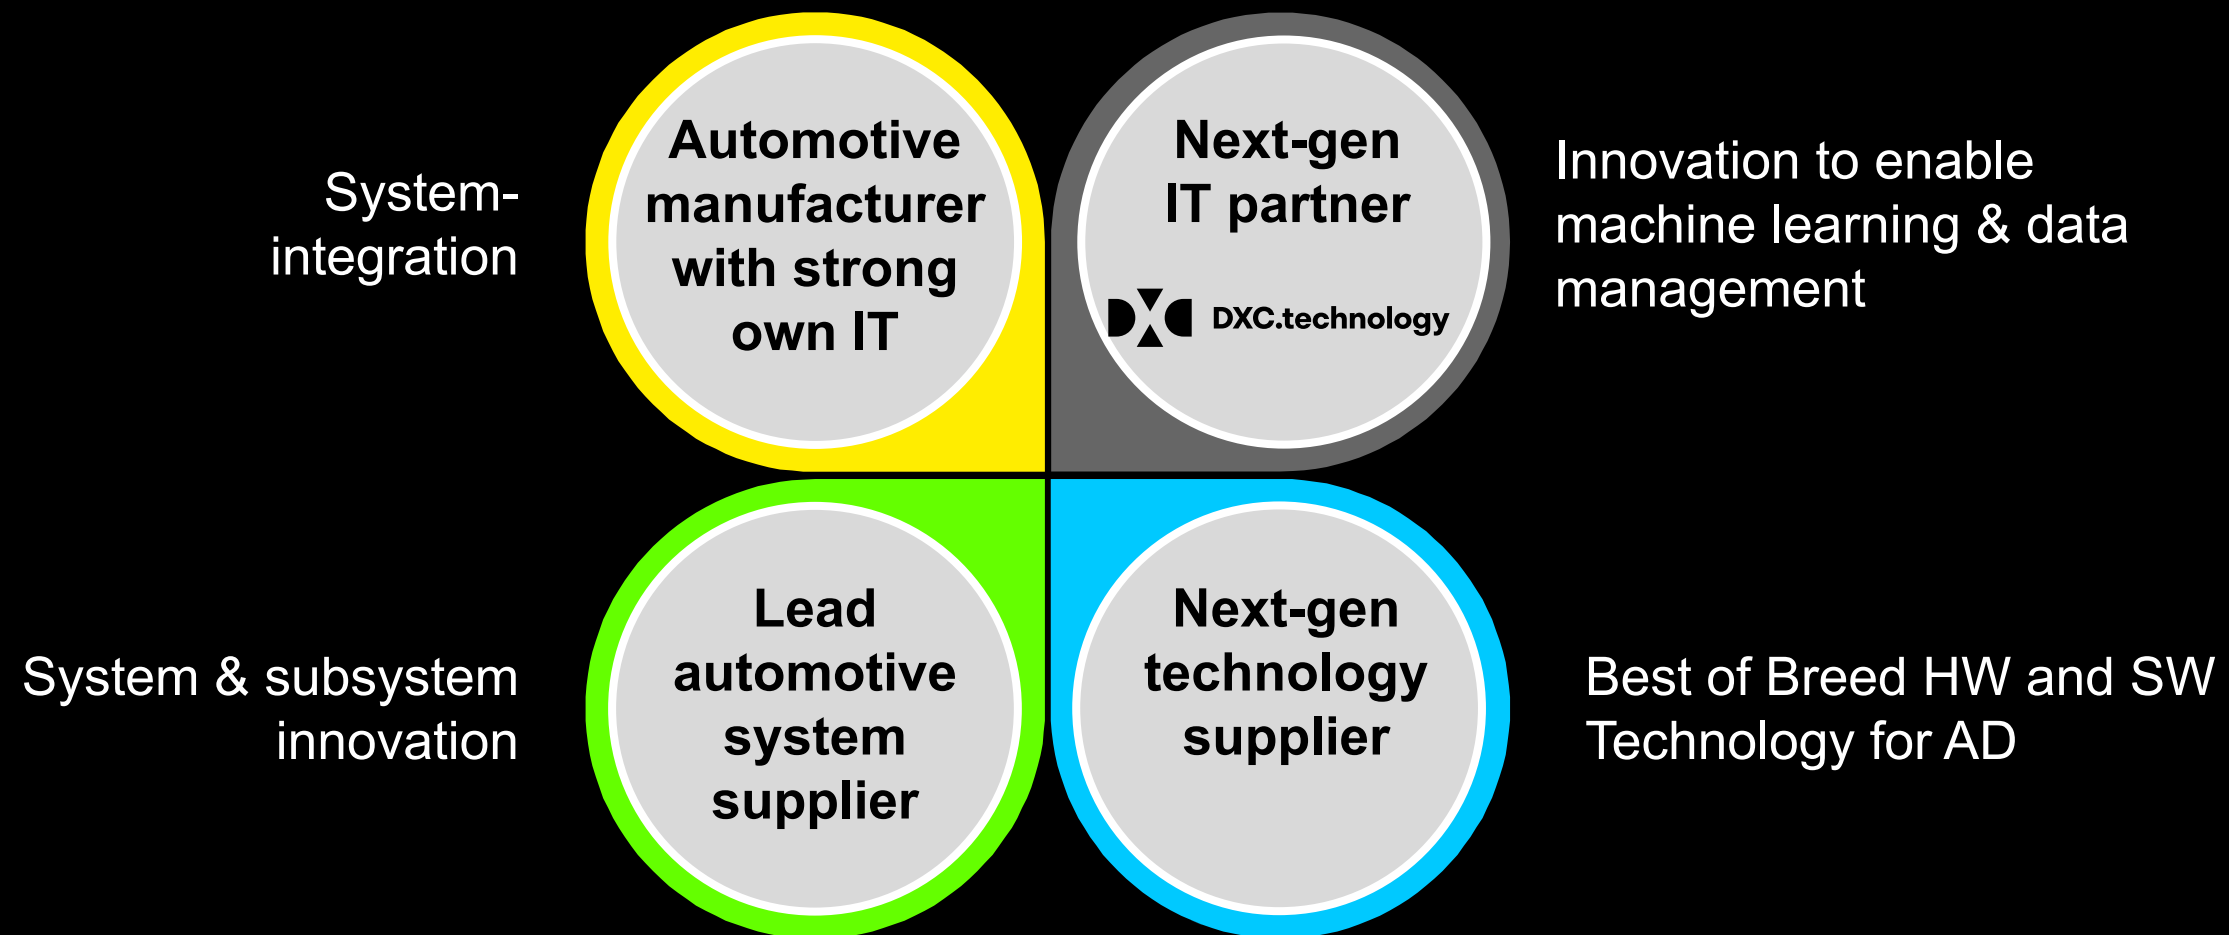 System-
integration
Automotive
manufacturer
with strong
own IT
Next-gen
IT partner
DXC.technology
Innovation to enable
machine learning & data
management
System & subsystem
innovation
Lead
automotive
system
supplier
Next-gen
technology
supplier
Best of Breed HW and SW
Technology for AD